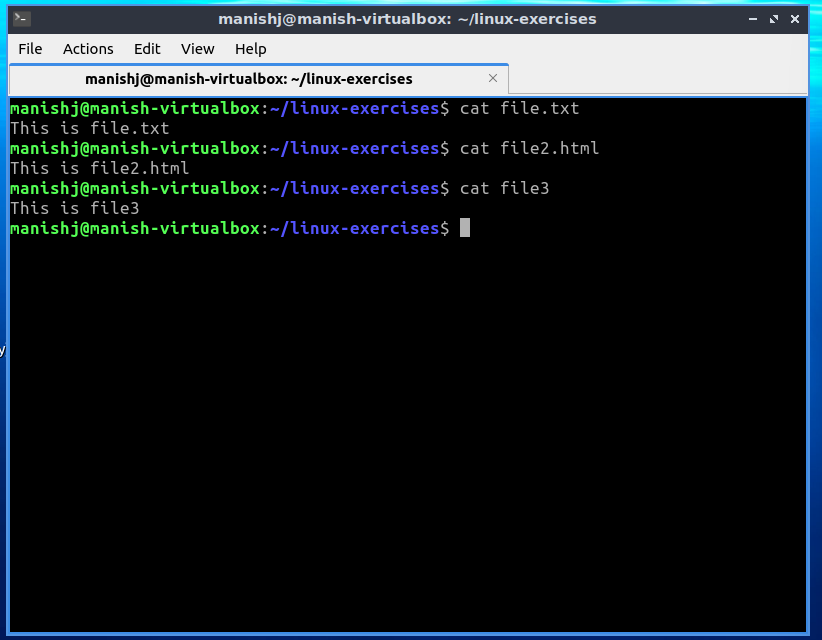 manishj@manish-virtualbox: ~/linux-exercises
File Actions Edit View Help
manishj@manish-virtualbox: ~/linux-exercises
manishj@manish-virtualbox:~/linux-exercises$ cat file.txt
This is file.txt
manishj@manish-virtualbox:~/linux-exercises$ cat file2.html
This is file2.html
manishj@manish-virtualbox:~/linux-exercises$ cat file3
This is file3
manishj@manish-virtualbox:~/linux-exercises$
y